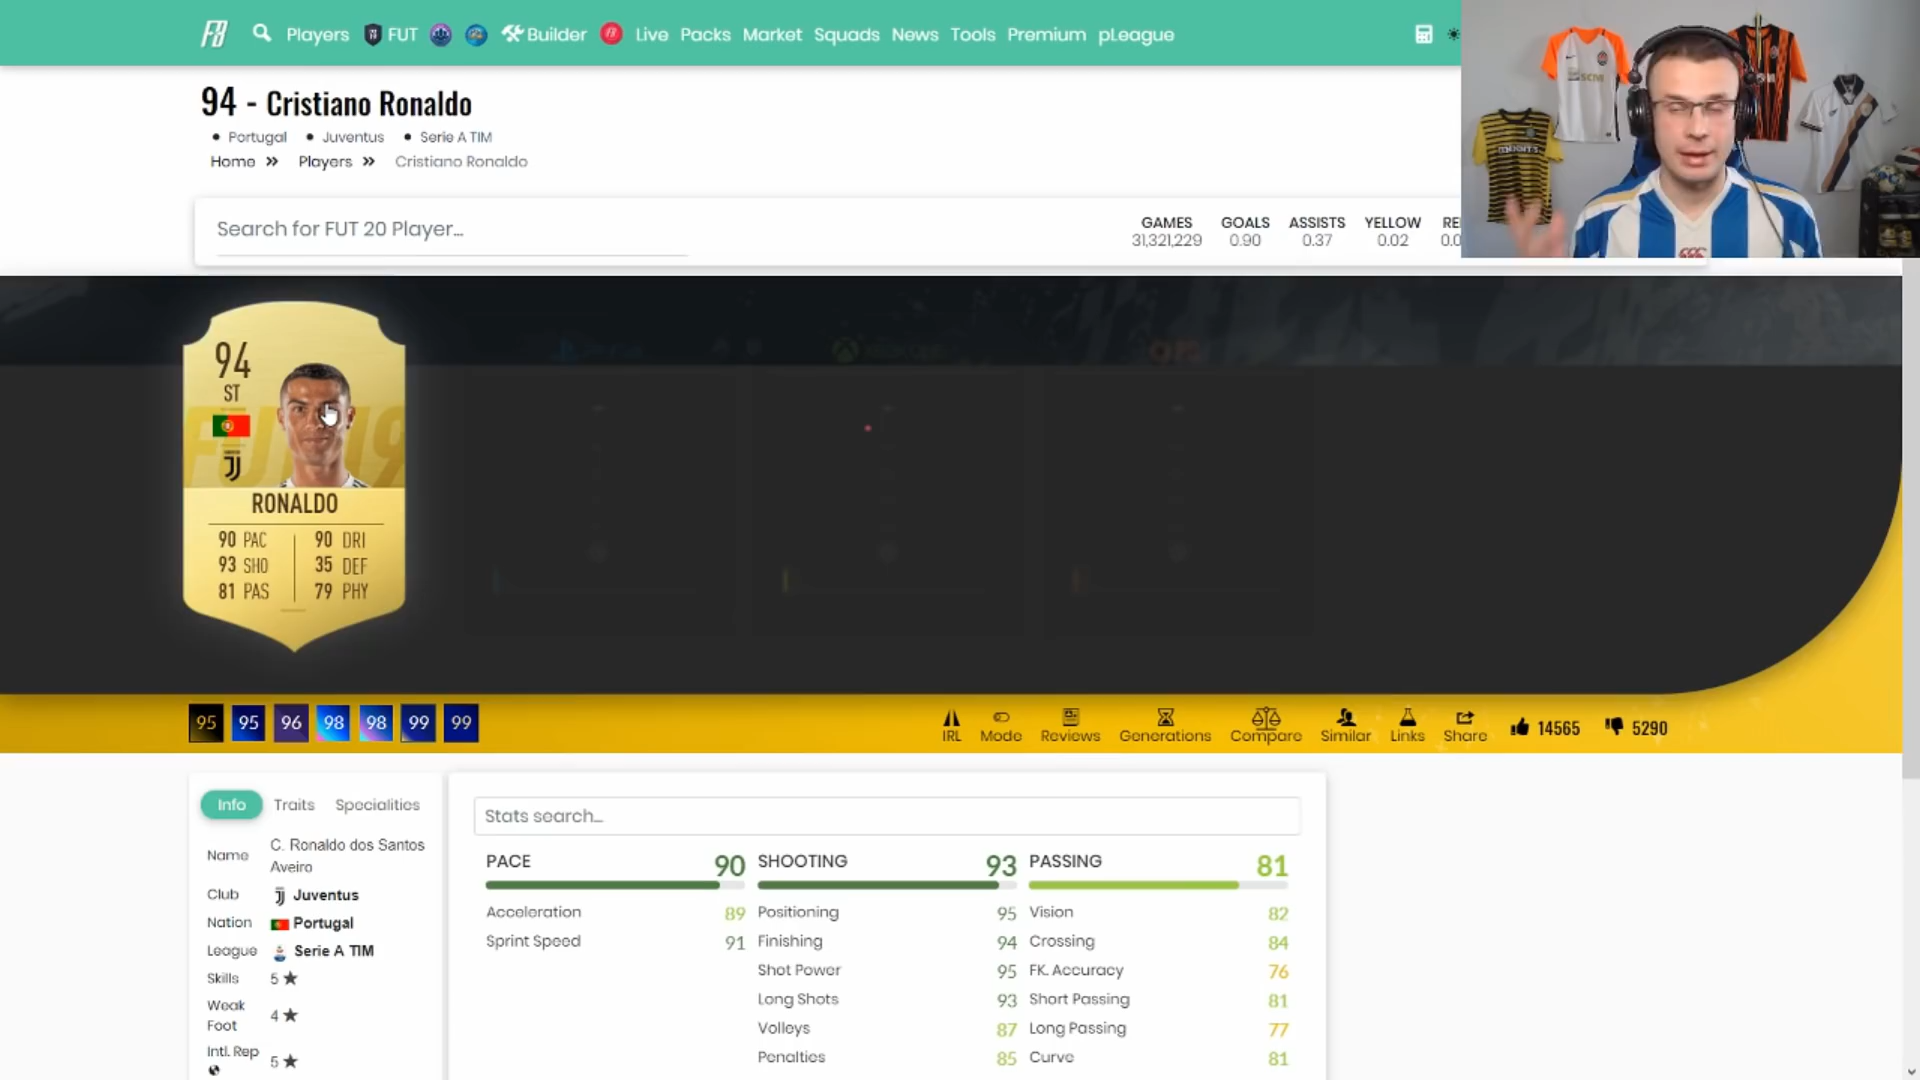 Players FUT Builder Live Packs Market Squads News Tools Premium pLeague
94 - Cristiano Ronaldo
Portugal Juventus Serie A TIM
Home » Players » Cristiano Ronaldo
Search for FUT 20 Player...
GAMES GOALS ASSISTS YELLOW
31,321,229 0.90 0.37 0.02
94
ST
RONALDO
90 PAC 90 DRI
93 SHO 35 DEF
81 PAS 79 PHY
95 95 96 98 98 99 99
IRL Mode Reviews Generations Compare Similar Links Share 14565 5290
Info Traits Specialities
Name C. Ronaldo dos Santos Aveiro
Club Juventus
Nation Portugal
League Serie A TIM
Skills 5
Weak Foot 4
Intl. Rep 5
Stats search...
PACE 90 SHOOTING 93 PASSING 81
Acceleration 89 Positioning 95 Vision 82
Sprint Speed 91 Finishing 94 Crossing 84
Shot Power 95 FK. Accuracy 76
Long Shots 93 Short Passing 81
Volleys 87 Long Passing 77
Penalties 85 Curve 81